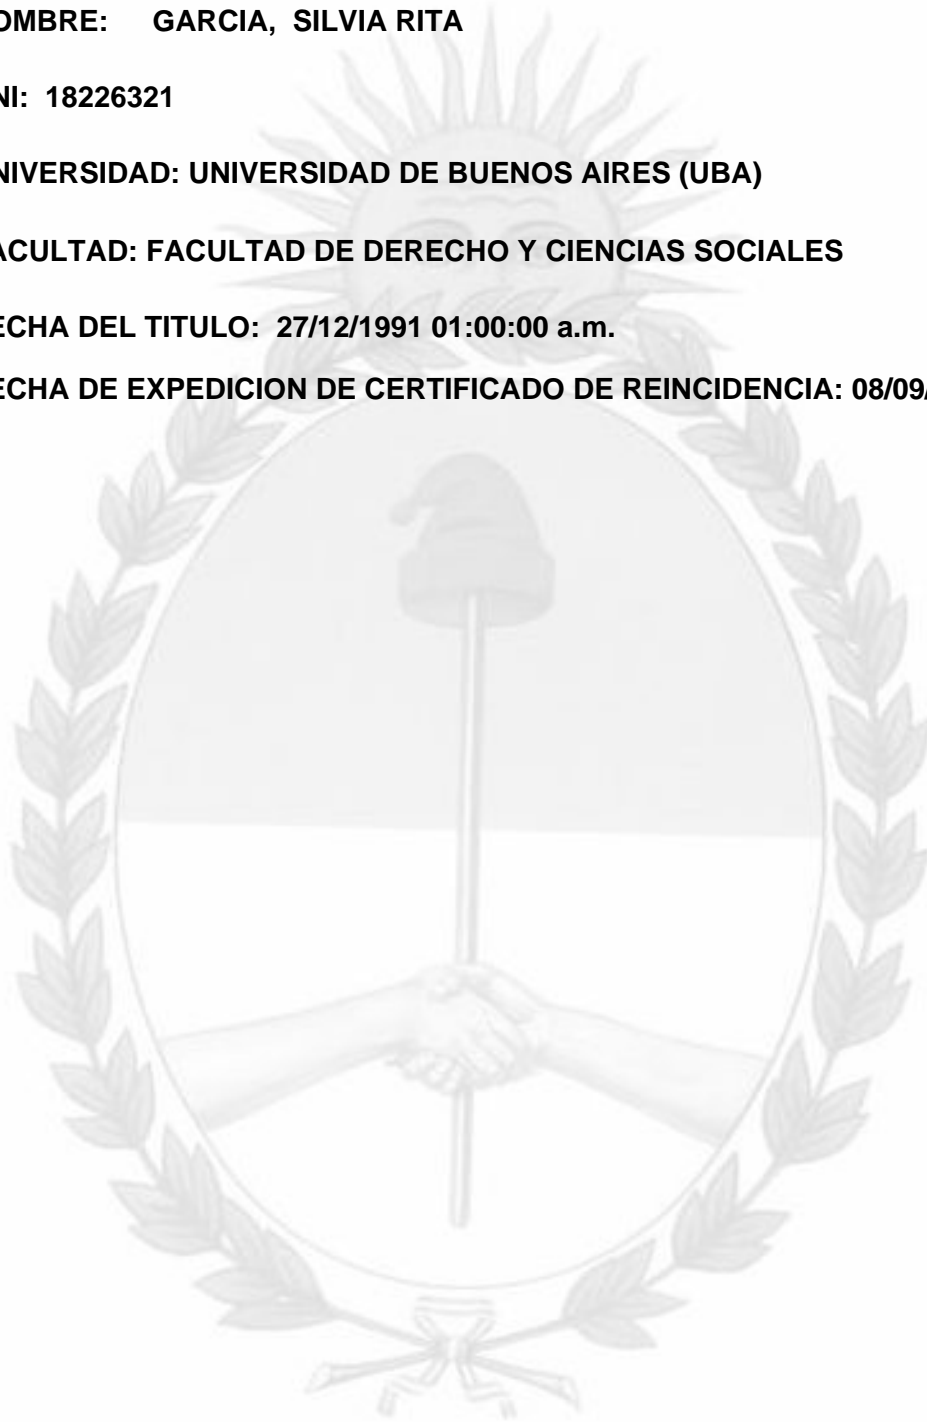 OMBRE: GARCIA, SILVIA RITA
NI: 18226321
NIVERSIDAD: UNIVERSIDAD DE BUENOS AIRES (UBA)
ACULTAD: FACULTAD DE DERECHO Y CIENCIAS SOCIALES
ECHA DEL TITULO: 27/12/1991 01:00:00 a.m.
ECHA DE EXPEDICION DE CERTIFICADO DE REINCIDENCIA: 08/09/